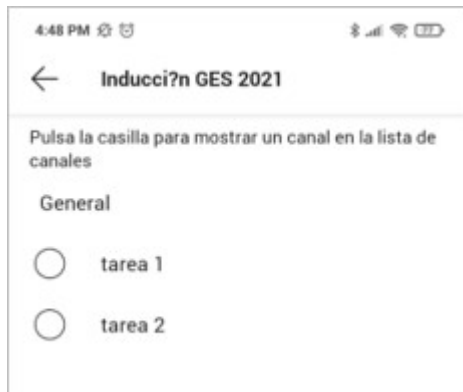 4:48 PM
77
Inducci?n GES 2021
Pulsa la casilla para mostrar un canal en la lista de
canales
General
tarea 1
tarea 2